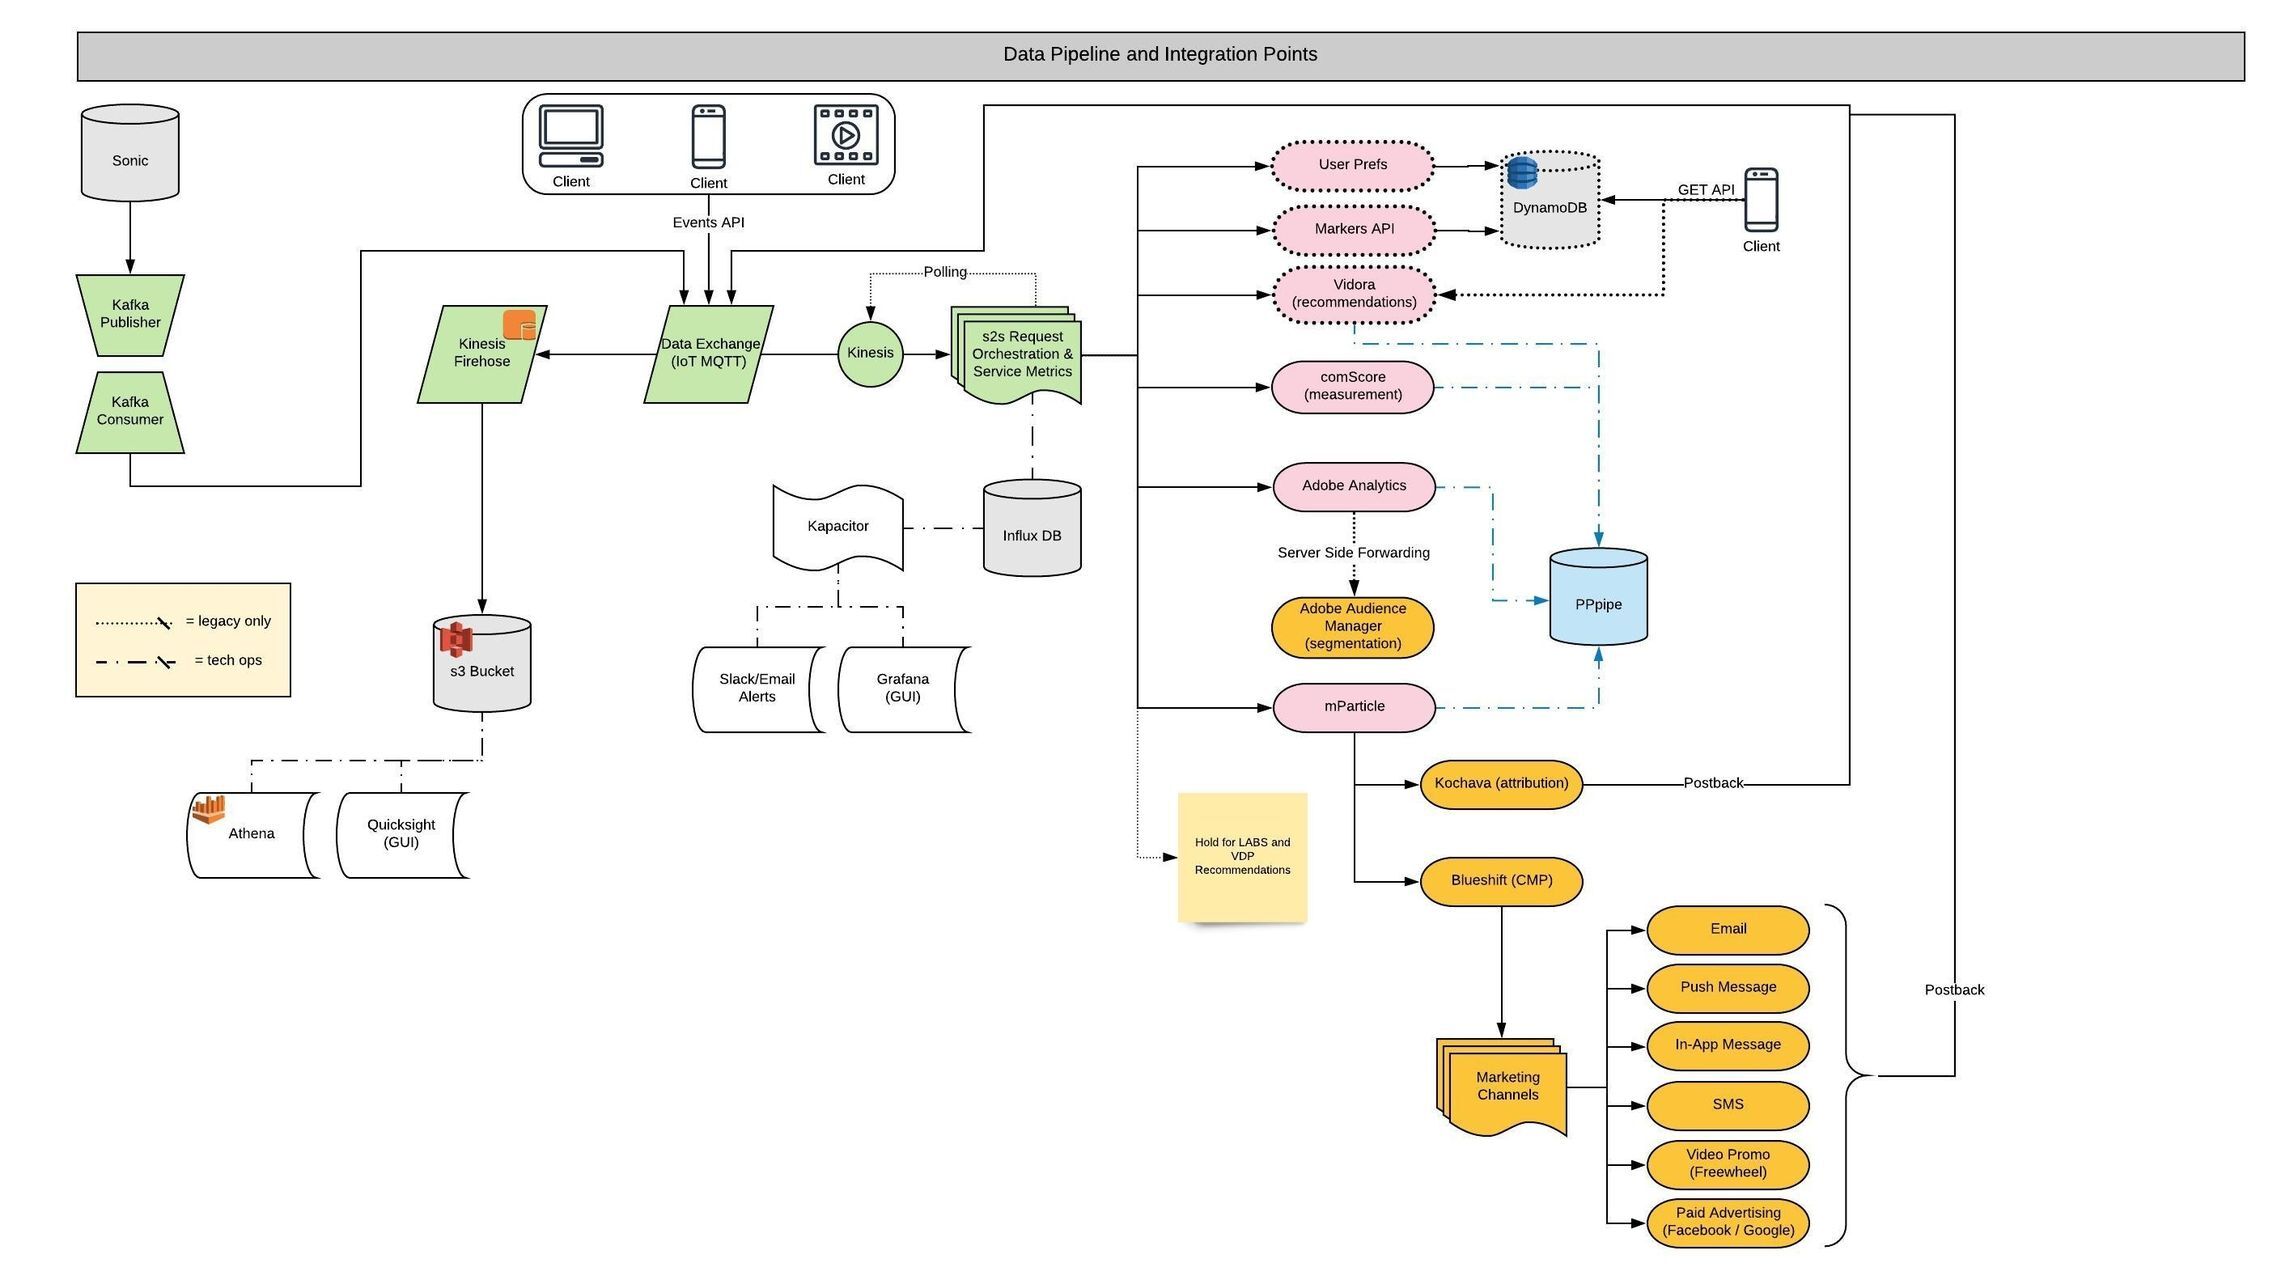 Data Pipeline and Integration Points
Sonic
Client
Client
Client
Events API
Kafka
Publisher
Kafka
Consumer
Kinesis
Firehose
Data Exchange
(IoT MQTT)
Polling
Kinesis
s2s Request
Orchestration &
Service Metrics
User Prefs
Markers API
Vidora
(recommendations)
DynamoDB
GET API
Client
comScore
(measurement)
Adobe Analytics
Server Side Forwarding
Adobe Audience
Manager
(segmentation)
PPpipe
mParticle
Kapacitor
Influx DB
Slack/Email
Alerts
Grafana
(GUI)
= legacy only
= tech ops
s3 Bucket
Athena
Quicksight
(GUI)
Hold for LABS and
VDP
Recommendations
Kochava (attribution)
Postback
Blueshift (CMP)
Marketing
Channels
Email
Push Message
In-App Message
SMS
Video Promo
(Freewheel)
Paid Advertising
(Facebook / Google)
Postback